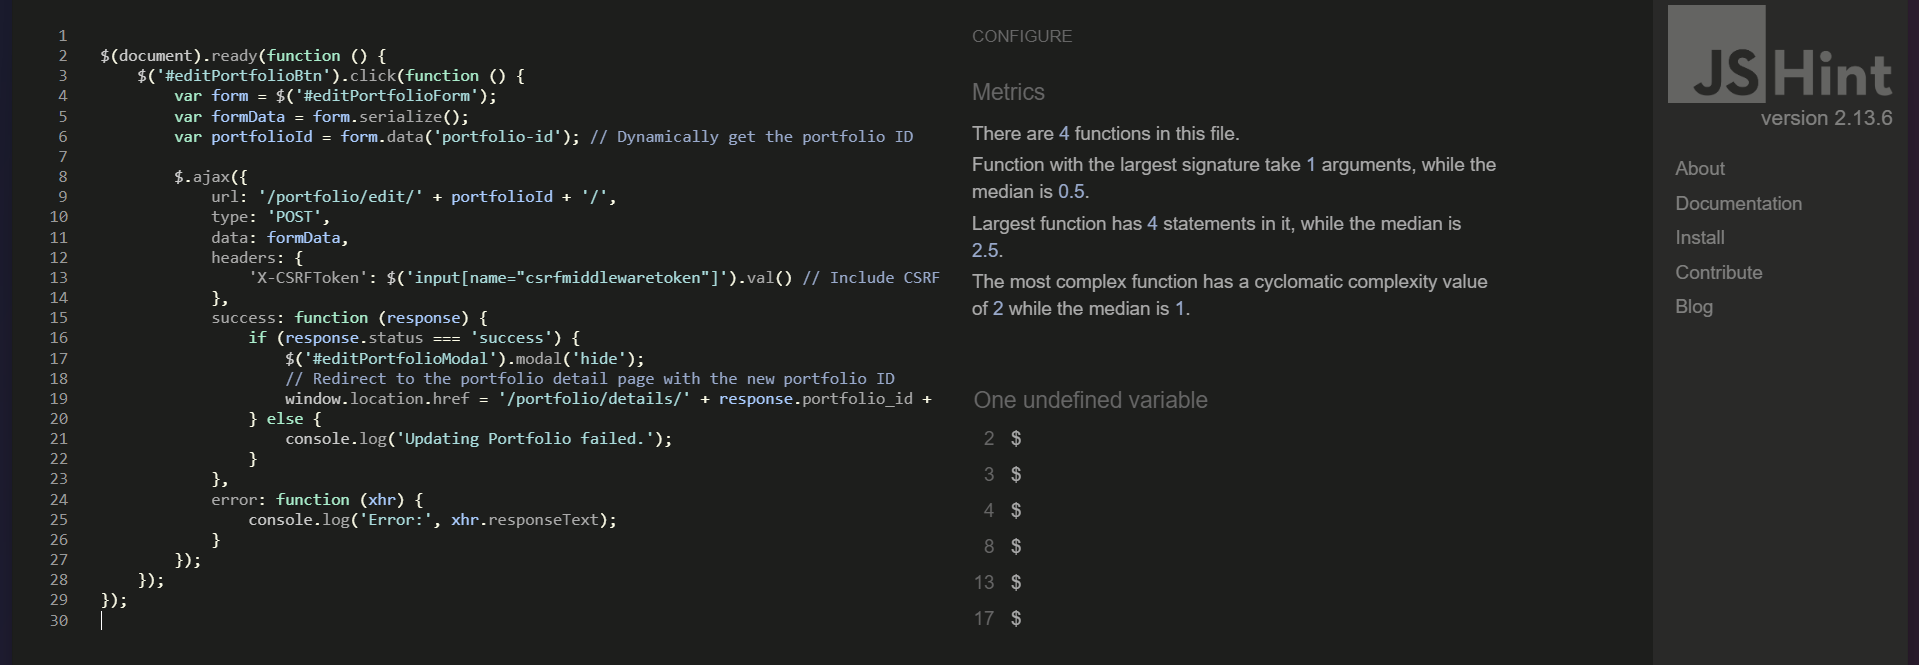 1
2 $(document).ready(function () {
3 $('#editPortfolioBtn').click(function () {
4 var form = $('#editPortfolioForm');
5 var formData = form.serialize();
6 var portfolioId = form.data('portfolio-id'); // Dynamically get the portfolio ID
7
8 $.ajax({
9 url: '/portfolio/edit/' + portfolioId + '/',
10 type: 'POST',
11 data: formData,
12 headers: {
13 'X-CSRFToken': $('input[name="csrfmiddlewaretoken"]').val() // Include CSRF
14 },
15 success: function (response) {
16 if (response.status === 'success') {
17 $('#editPortfolioModal').modal('hide');
18 // Redirect to the portfolio detail page with the new portfolio ID
19 window.location.href = '/portfolio/details/' + response.portfolio_id +
20 } else {
21 console.log('Updating Portfolio failed.');
22 }
23 },
24 error: function (xhr) {
25 console.log('Error:', xhr.responseText);
26 }
27 });
28 });
29 });
30
CONFIGURE
Metrics
There are 4 functions in this file.
Function with the largest signature take 1 arguments, while the
median is 0.5.
Largest function has 4 statements in it, while the median is
2.5.
The most complex function has a cyclomatic complexity value
of 2 while the median is 1.
One undefined variable
2 $
3 $
4 $
8 $
13 $
17 $
JSHint
version 2.13.6
About
Documentation
Install
Contribute
Blog